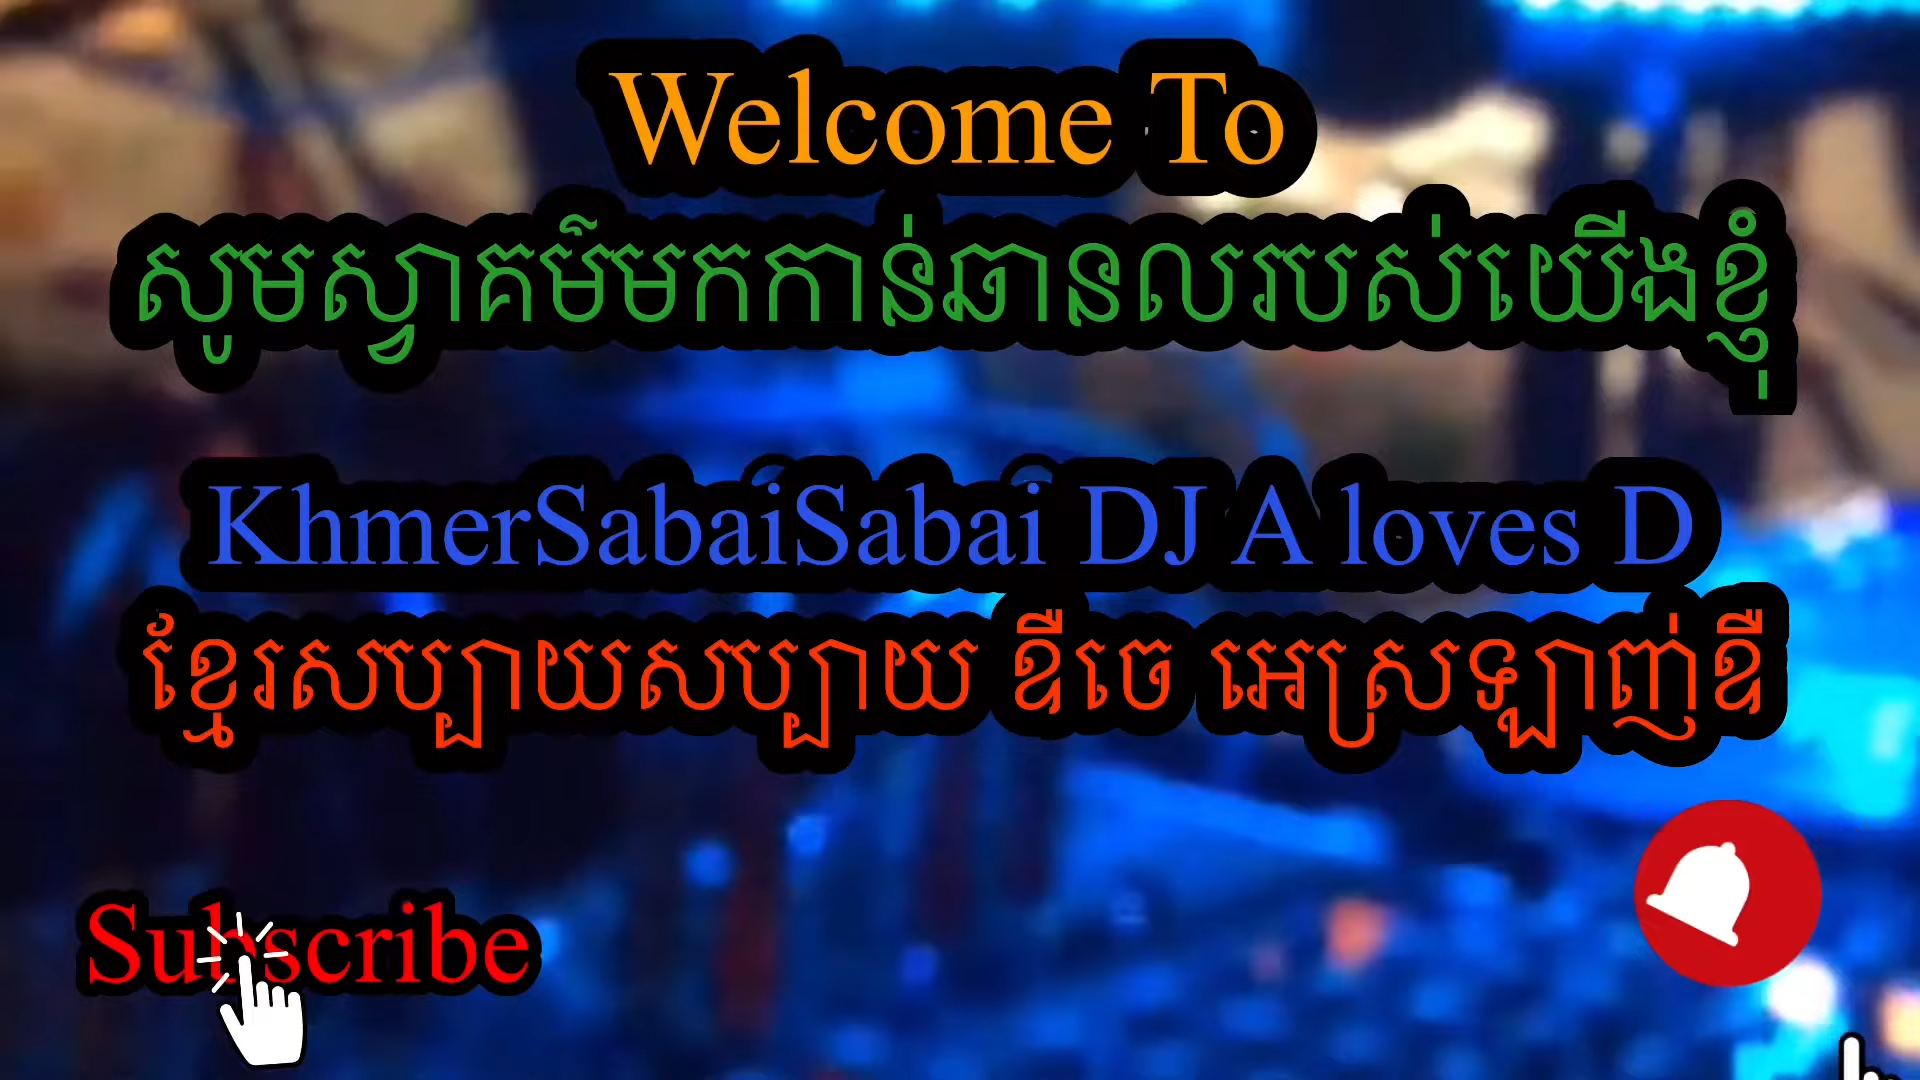 Welcome To
សូមស្វាគម៍មកកាន់ឆានលរបស់យើងខ្ញុំ
KhmerSabaiSabai DJ A loves D
ខ្មែរសប្បាយសប្បាយ ឌីចេ អេស្រឡាញ់ឌី
Subscribe